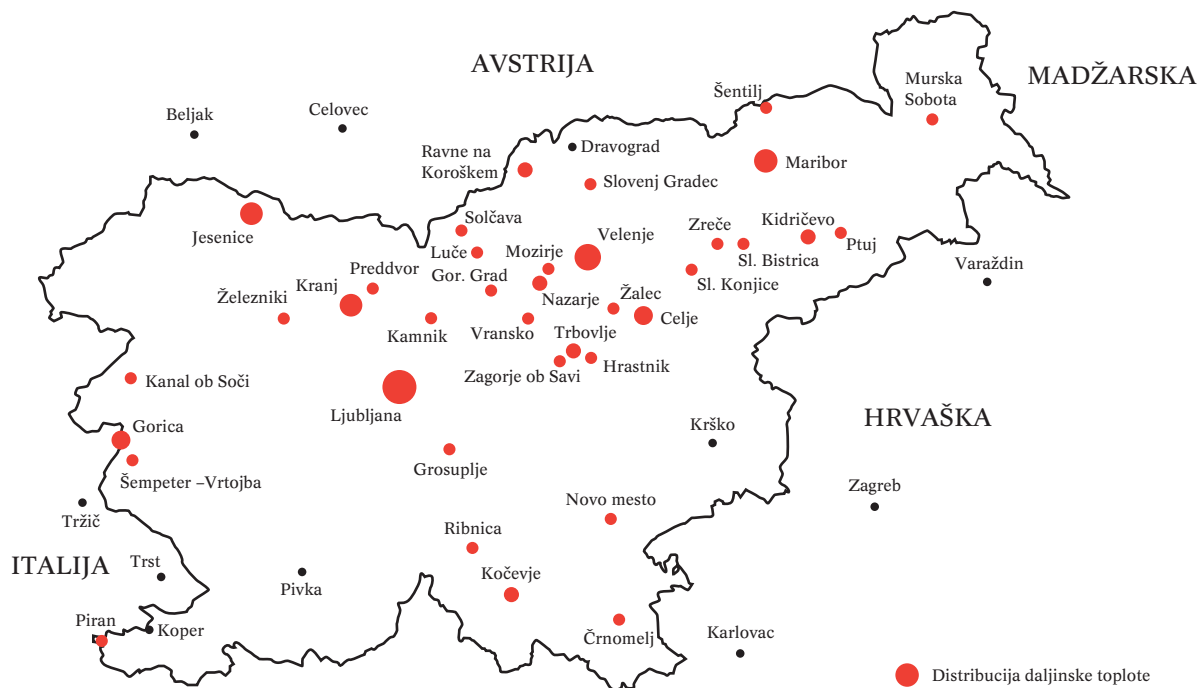 AVSTRIJA
MADŽARSKA
Murska
Sobota
Šentilj
Beljak
Celovec
Dravograd
Ravne na
Koroškem
Maribor
Slovenj Gradec
Solčava
Jesenice
Luče
Mozirje
Velenje
Zreče
Kidričevo
Ptuj
Sl. Bistrica
Varaždin
Preddvor
Gor. Grad
Sl. Konjice
Kranj
Železniki
Nazarje
Žalec
Celje
Kamnik
Vransko
Trbovlje
Hrastnik
Zagorje ob Savi
Kanal ob Soči
Ljubljana
HRVAŠKA
Gorica
Krško
Grosuplje
Šempeter –Vrtojba
Zagreb
Novo mesto
Tržič
Ribnica
ITALIJA
Trst
Kočevje
Pivka
Piran
Koper
Črnomelj
Karlovac
Distribucija daljinske toplote